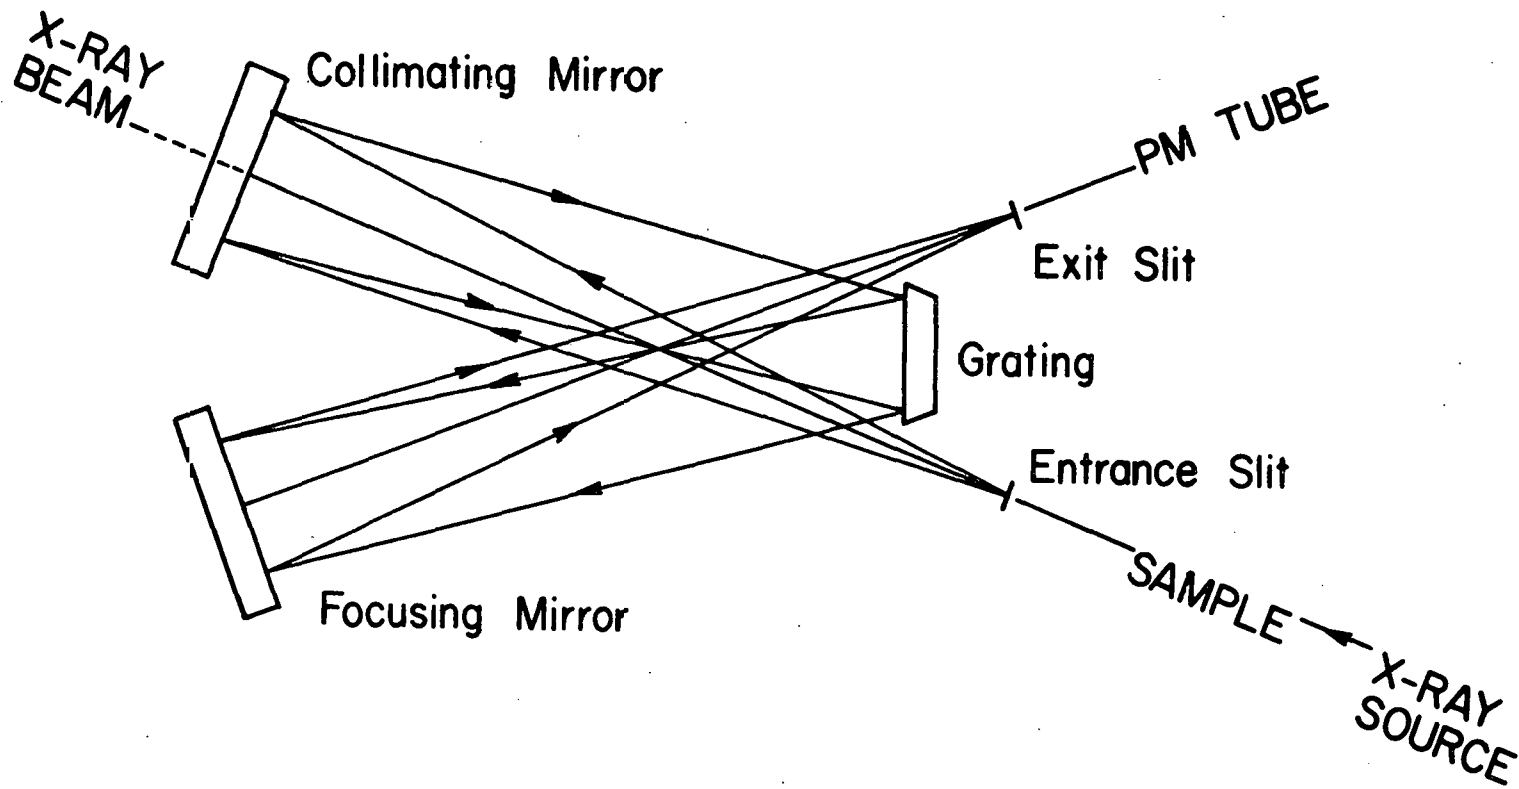 X-RAY
BEAM
Collimating Mirror
PM TUBE
Exit Slit
Grating
Entrance Slit
SAMPLE
X-RAY
SOURCE
Focusing Mirror